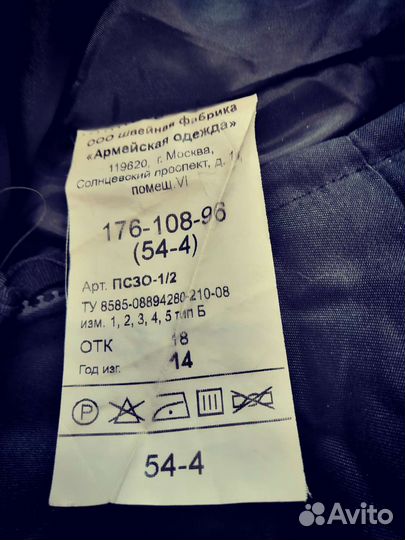 ООО швейная фабрика
«Армейская одежда»
119620, г. Москва,
Солнцевский проспект, д. 11,
помещ. VI
176-108-96
(54-4)
Арт. ПСЗО-1/2
ТУ 8585-08894280-210-08
изм. 1, 2, 3, 4, 5 тип Б
ОТК 18
Год изг. 14
P
54-4
Avito